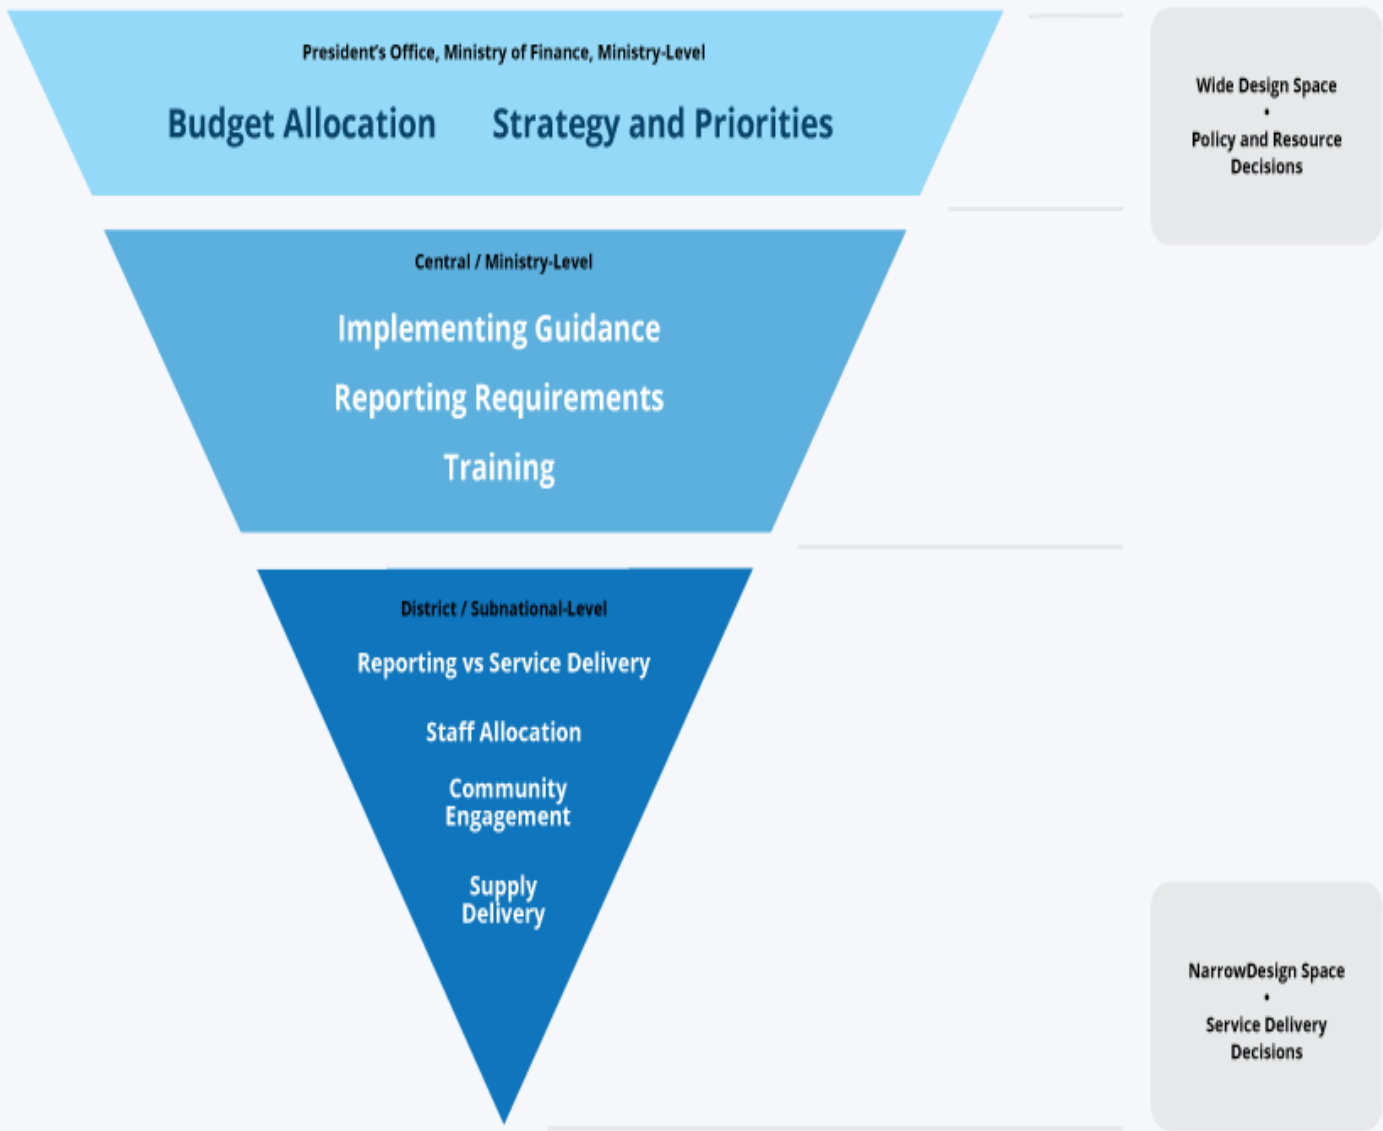 President's Office, Ministry of Finance, Ministry-Level
Budget Allocation Strategy and Priorities
Central / Ministry-Level
Implementing Guidance
Reporting Requirements
Training
District / Subnational-Level
Reporting vs Service Delivery
Staff Allocation
Community
Engagement
Supply
Delivery
Wide Design Space
•
Policy and Resource
Decisions
NarrowDesign Space
•
Service Delivery
Decisions